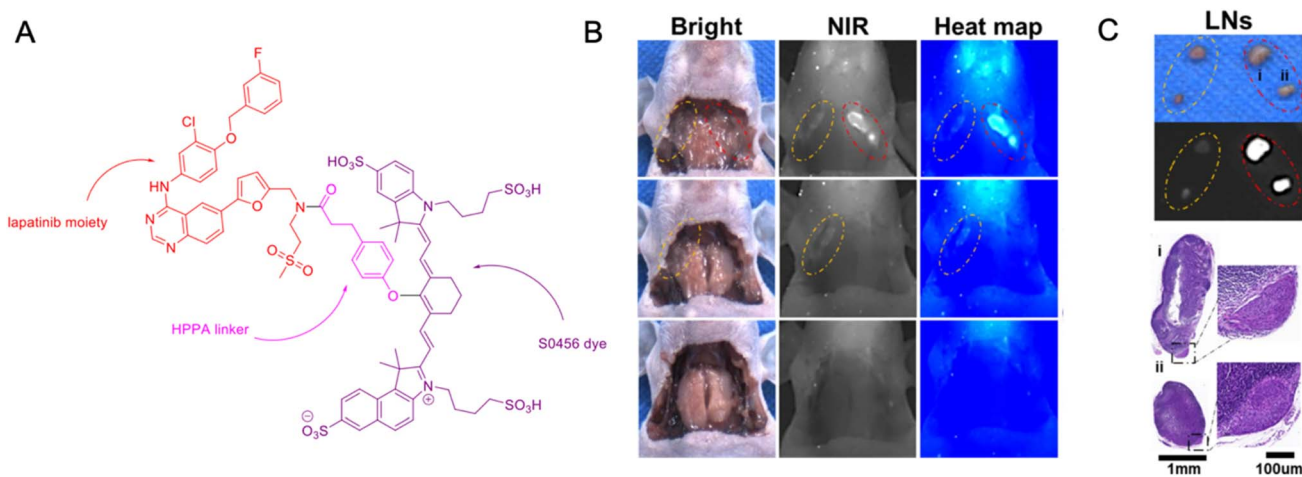 A
F
Cl
O
HN
lapatinib moiety
N
N
O
N
O
S
O
O
HPPA linker
HO₃S
N
SO₃H
O
S0456 dye
N
⊕
SO₃H
⊖
O₃S
B
Bright
NIR
Heat map
C
LNs
i
ii
i
ii
1mm
100um